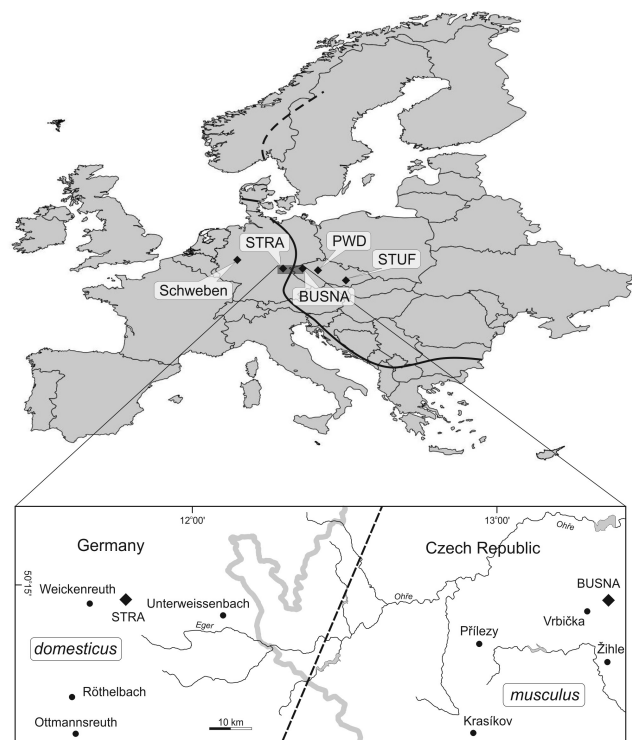 STRA
PWD
STUF
Schweben
BUSNA
12°00'
13°00'
Ohře
Germany
Czech Republic
50°15'
Weickenreuth
STRA
Unterweissenbach
Ohře
BUSNA
Vrbička
Eger
domesticus
Přílezy
Žihle
Röthelbach
musculus
Ottmannsreuth
10 km
Krasíkov